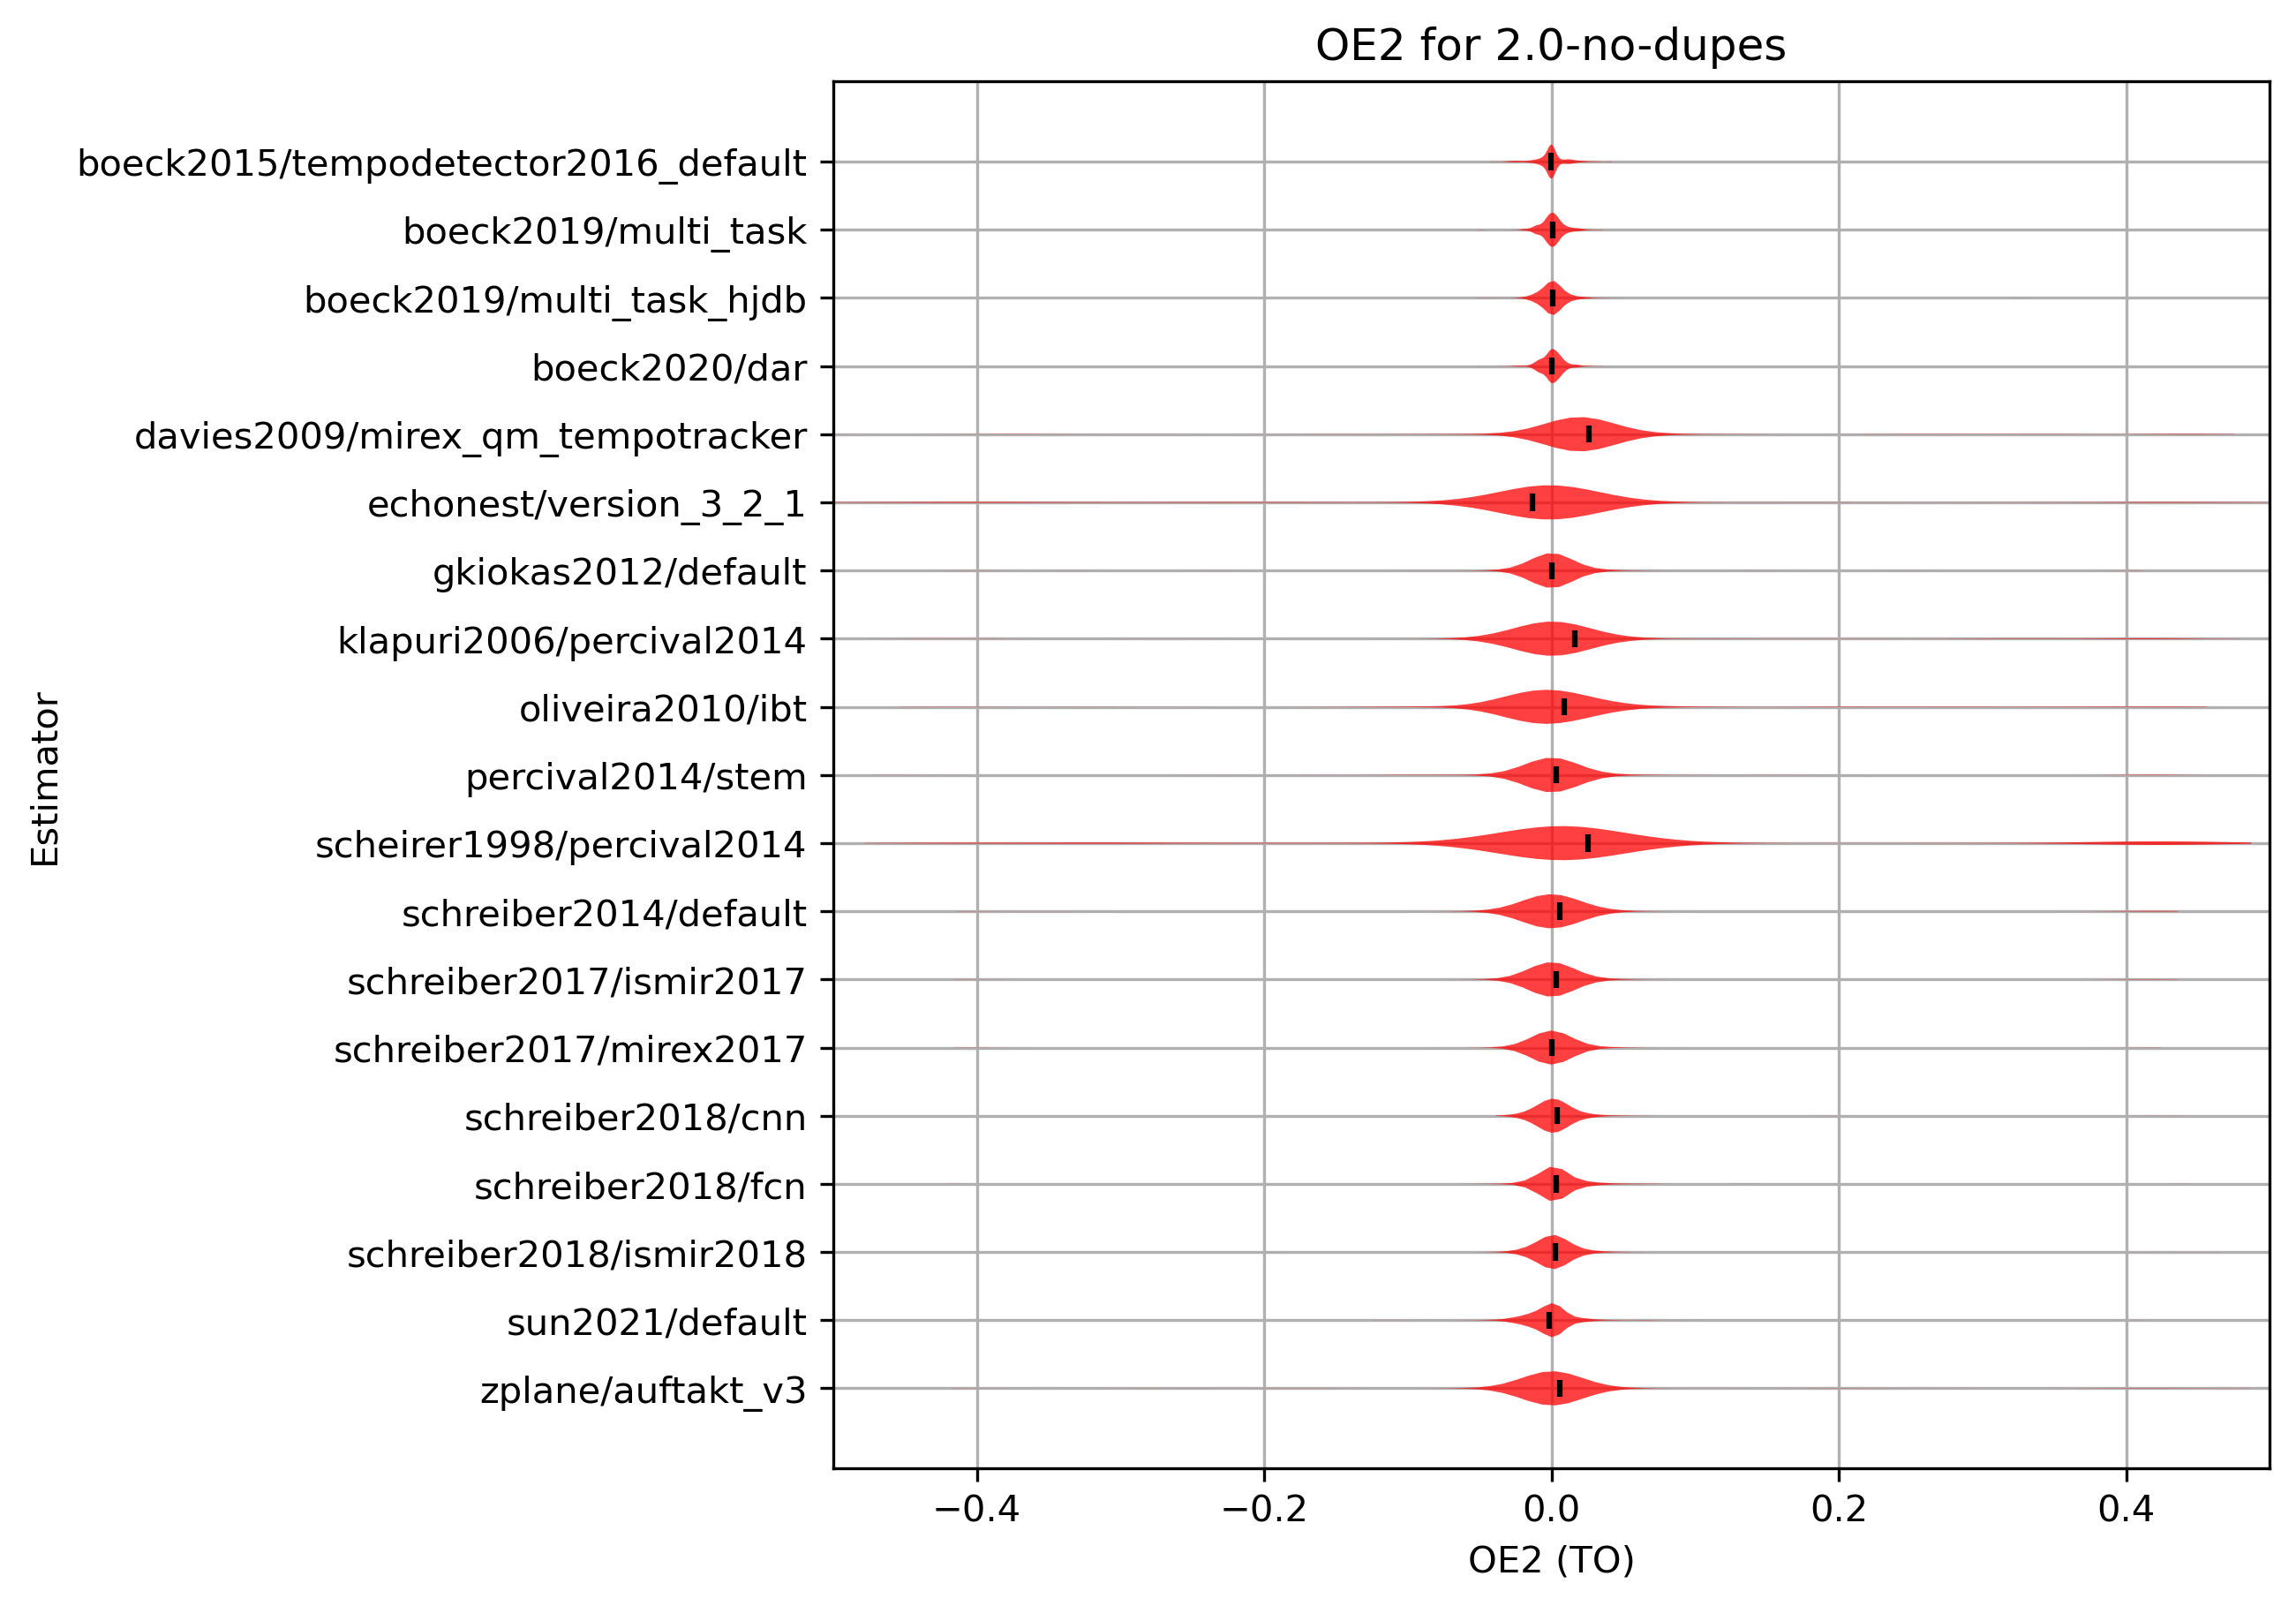 OE2 for 2.0-no-dupes
Estimator
boeck2015/tempodetector2016_default
boeck2019/multi_task
boeck2019/multi_task_hjdb
boeck2020/dar
davies2009/mirex_qm_tempotracker
echonest/version_3_2_1
gkiokas2012/default
klapuri2006/percival2014
oliveira2010/ibt
percival2014/stem
scheirer1998/percival2014
schreiber2014/default
schreiber2017/ismir2017
schreiber2017/mirex2017
schreiber2018/cnn
schreiber2018/fcn
schreiber2018/ismir2018
sun2021/default
zplane/auftakt_v3
−0.4 −0.2 0.0 0.2 0.4
OE2 (TO)